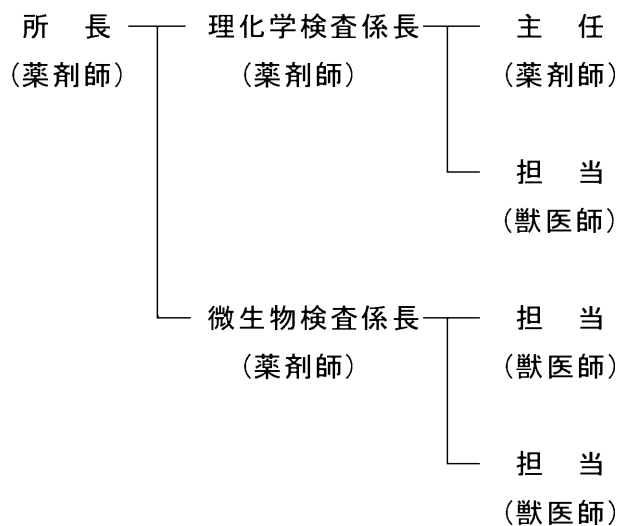 所 長 理化学検査係長 主 任
(薬剤師) (薬剤師) (薬剤師)
担 当
(獣医師)
微生物検査係長 担 当
(薬剤師) (獣医師)
担 当
(獣医師)